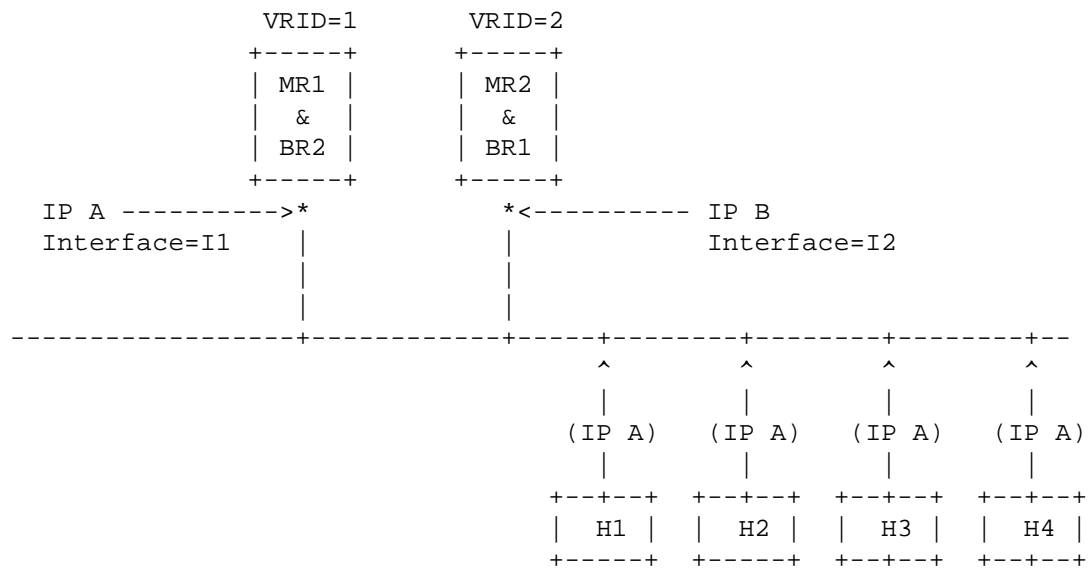 VRID=1 VRID=2
MR1 MR2
& &
BR2 BR1
IP A IP B
Interface=I1 Interface=I2
(IP A) (IP A) (IP A) (IP A)
H1 H2 H3 H4